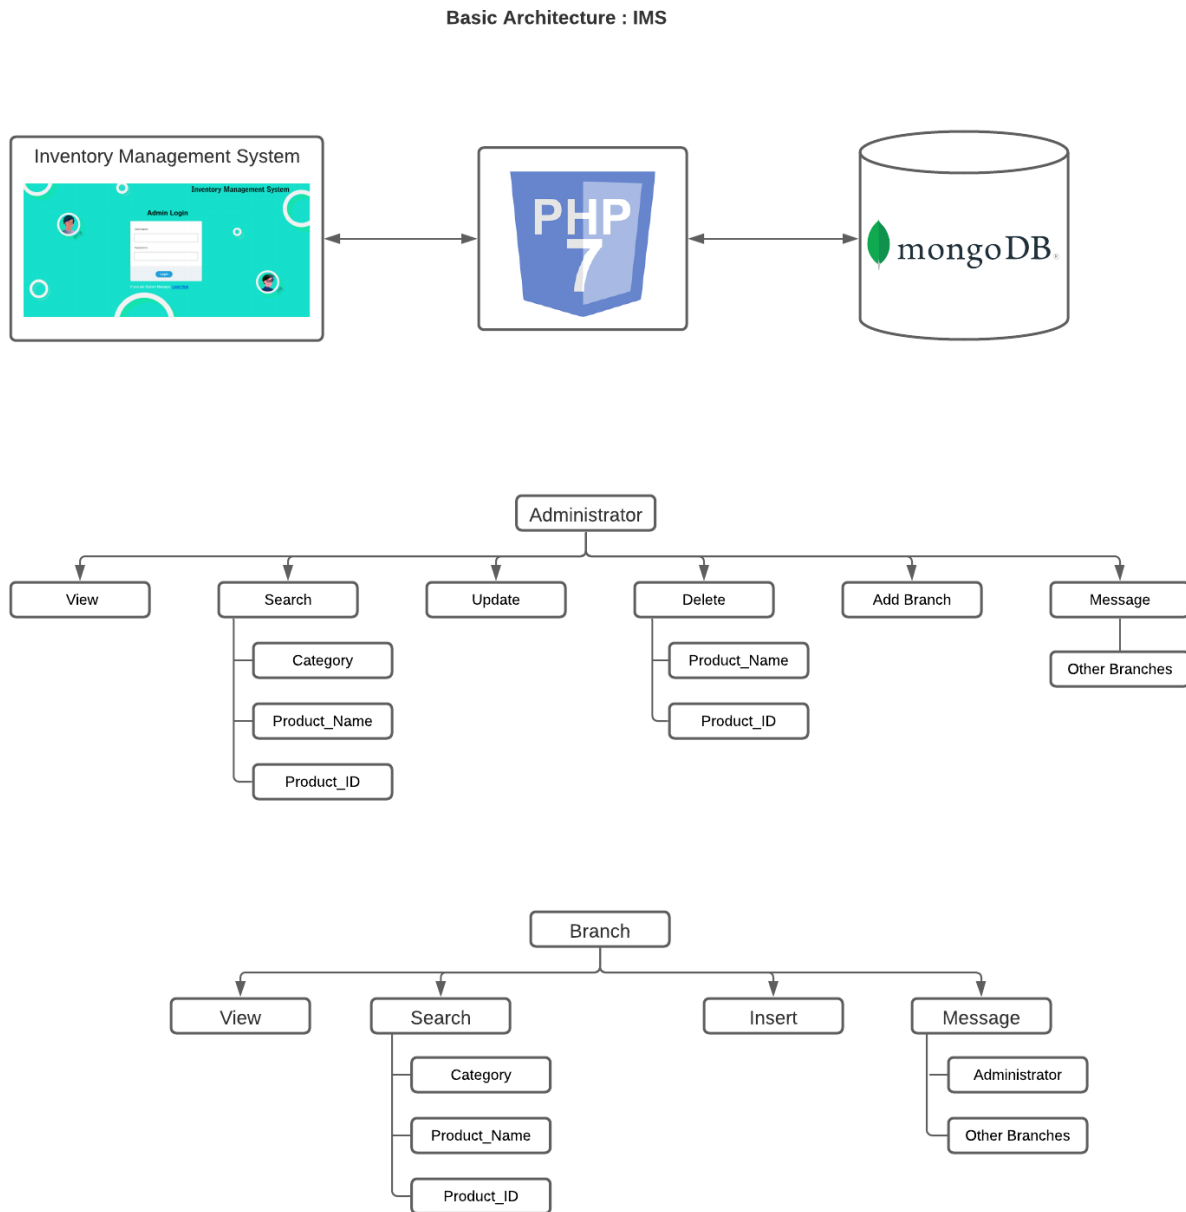 Basic Architecture : IMS
Inventory Management System
Inventory Management System
Admin Login
Login
PHP
7
mongoDB®
Administrator
View
Search
Update
Delete
Add Branch
Message
Category
Product_Name
Product_ID
Product_Name
Product_ID
Other Branches
Branch
View
Search
Insert
Message
Category
Product_Name
Product_ID
Administrator
Other Branches